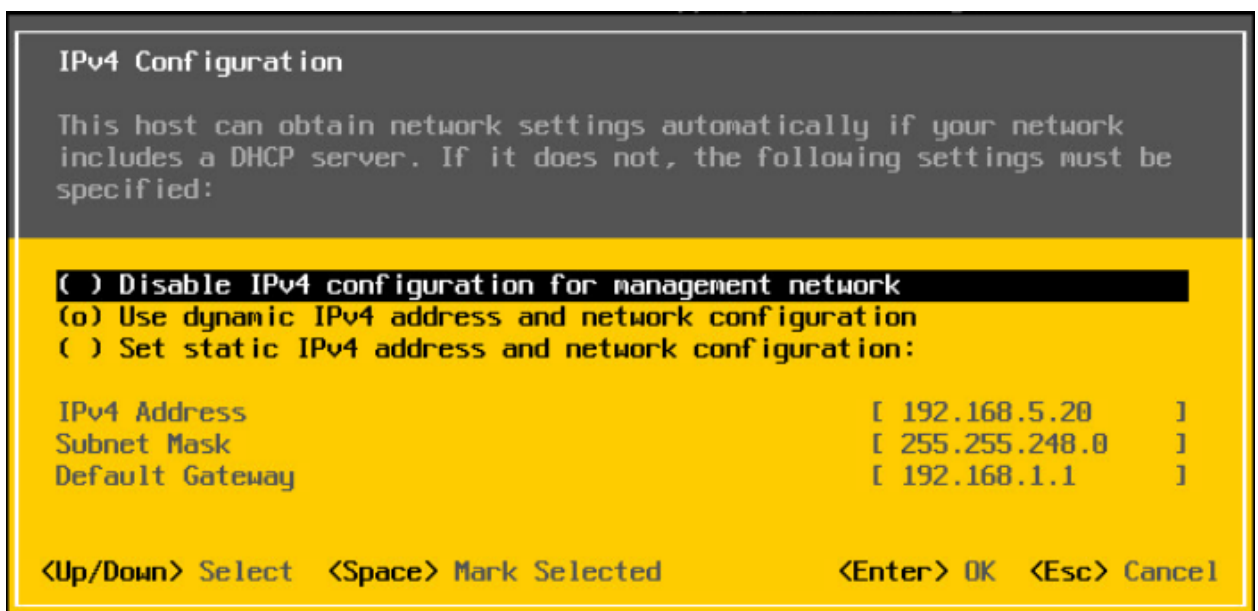 IPv4 Configuration
This host can obtain network settings automatically if your network
includes a DHCP server. If it does not, the following settings must be
specified:
( ) Disable IPv4 configuration for management network
(o) Use dynamic IPv4 address and network configuration
( ) Set static IPv4 address and network configuration:
IPv4 Address [ 192.168.5.20 ]
Subnet Mask [ 255.255.248.0 ]
Default Gateway [ 192.168.1.1 ]
<Up/Down> Select <Space> Mark Selected <Enter> OK <Esc> Cancel